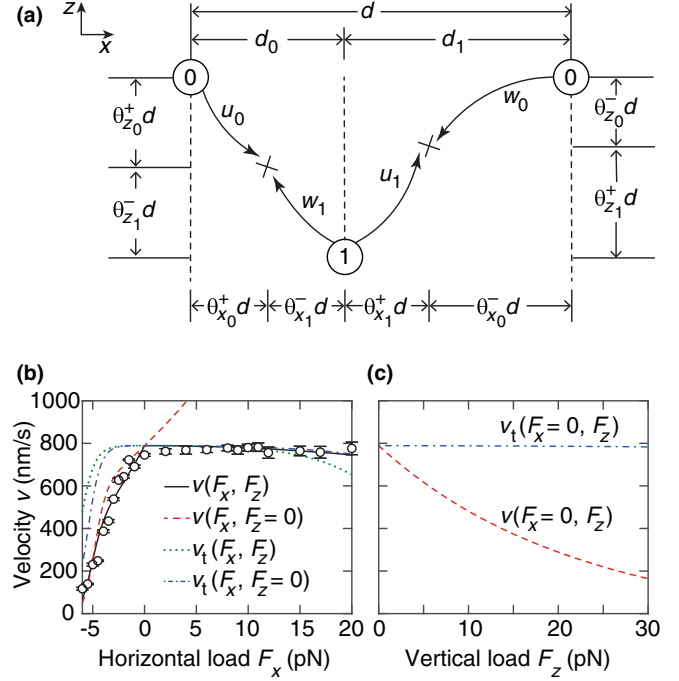 (a)
z
x
d
d₀ d₁
0 0
u₀ w₀
θ⁺z₀d θ⁻z₀d
w₁ u₁
θ⁻z₁d θ⁺z₁d
1
θ⁺x₀d θ⁻x₁d θ⁺x₁d θ⁻x₀d
(b)
Velocity v (nm/s)
1000
800
600
400
200
0
v(Fx, Fz)
v(Fx, Fz=0)
vt(Fx, Fz)
vt(Fx, Fz=0)
-5 0 5 10 15 20
Horizontal load Fx (pN)
(c)
vt(Fx=0, Fz)
v(Fx=0, Fz)
0 10 20 30
Vertical load Fz (pN)